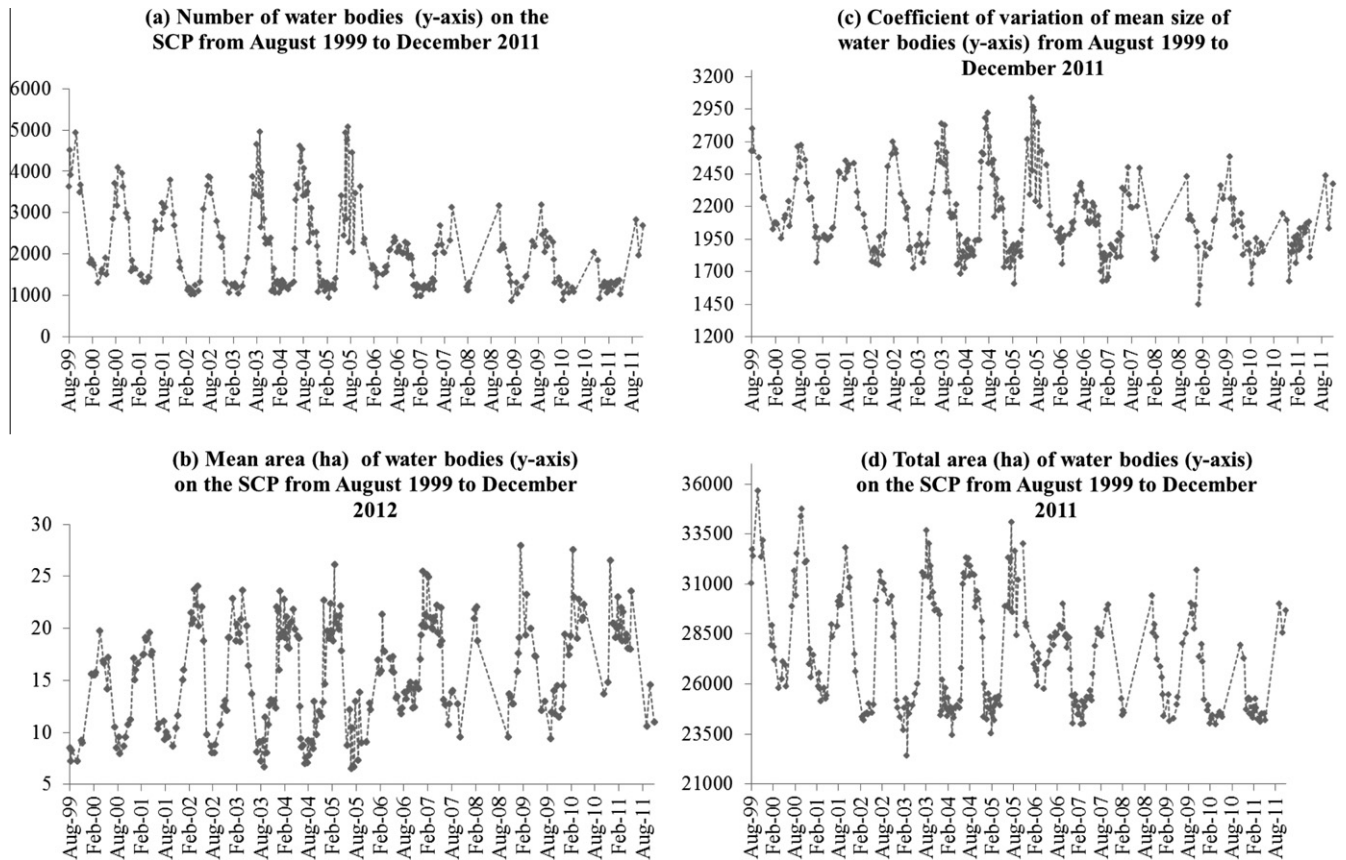 (a) Number of water bodies (y-axis) on the
SCP from August 1999 to December 2011
6000
5000
4000
3000
2000
1000
0
Aug-99
Feb-00
Aug-00
Feb-01
Aug-01
Feb-02
Aug-02
Feb-03
Aug-03
Feb-04
Aug-04
Feb-05
Aug-05
Feb-06
Aug-06
Feb-07
Aug-07
Feb-08
Aug-08
Feb-09
Aug-09
Feb-10
Aug-10
Feb-11
Aug-11
(c) Coefficient of variation of mean size of
water bodies (y-axis) from August 1999 to
December 2011
3200
2950
2700
2450
2200
1950
1700
1450
1200
Aug-99
Feb-00
Aug-00
Feb-01
Aug-01
Feb-02
Aug-02
Feb-03
Aug-03
Feb-04
Aug-04
Feb-05
Aug-05
Feb-06
Aug-06
Feb-07
Aug-07
Feb-08
Aug-08
Feb-09
Aug-09
Feb-10
Aug-10
Feb-11
Aug-11
(b) Mean area (ha) of water bodies (y-axis)
on the SCP from August 1999 to December
2012
30
25
20
15
10
5
Aug-99
Feb-00
Aug-00
Feb-01
Aug-01
Feb-02
Aug-02
Feb-03
Aug-03
Feb-04
Aug-04
Feb-05
Aug-05
Feb-06
Aug-06
Feb-07
Aug-07
Feb-08
Aug-08
Feb-09
Aug-09
Feb-10
Aug-10
Feb-11
Aug-11
(d) Total area (ha) of water bodies (y-axis)
on the SCP from August 1999 to December
2011
36000
33500
31000
28500
26000
23500
21000
Aug-99
Feb-00
Aug-00
Feb-01
Aug-01
Feb-02
Aug-02
Feb-03
Aug-03
Feb-04
Aug-04
Feb-05
Aug-05
Feb-06
Aug-06
Feb-07
Aug-07
Feb-08
Aug-08
Feb-09
Aug-09
Feb-10
Aug-10
Feb-11
Aug-11